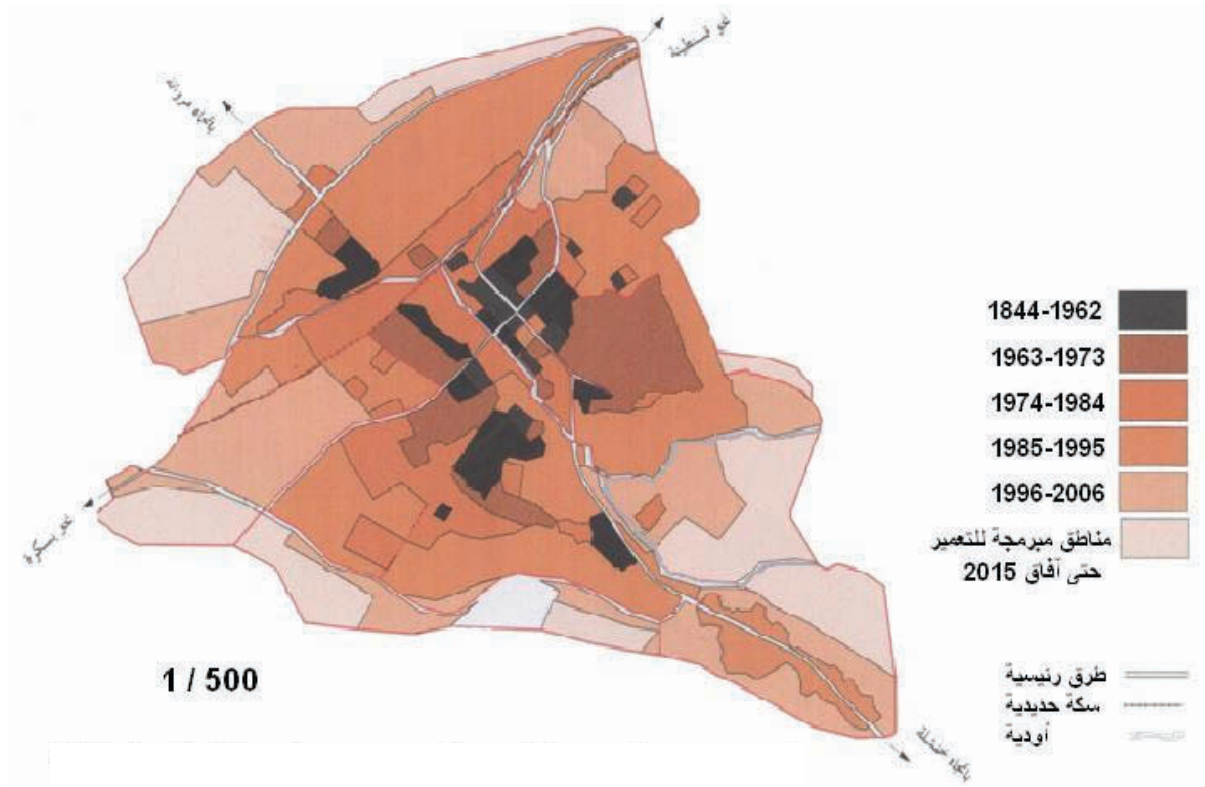 نحو قسنطينة
باتجاه مروانة
1844-1962
1963-1973
1974-1984
1985-1995
1996-2006
مناطق مبرمجة للتعمير
حتى آفاق 2015
نحو بسكرة
1 / 500
طرق رئيسية
سكة حديدية
أودية
باتجاه خنشلة